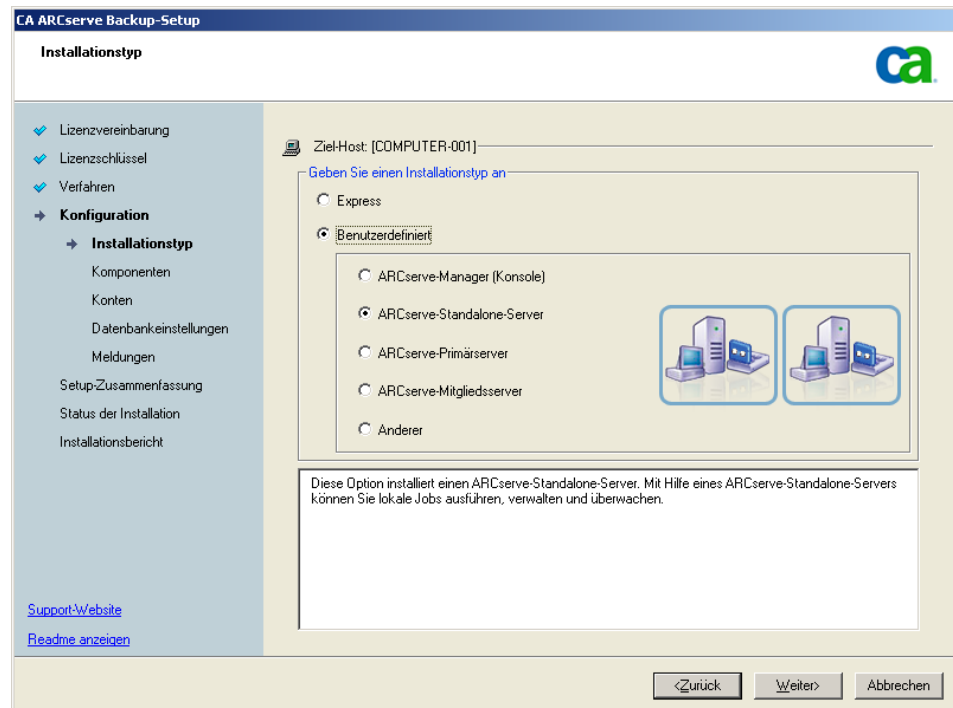 CA ARCserve Backup-Setup
Installationstyp
ca
Lizenzvereinbarung
Lizenzschlüssel
Verfahren
Konfiguration
Installationstyp
Komponenten
Konten
Datenbankeinstellungen
Meldungen
Setup-Zusammenfassung
Status der Installation
Installationsbericht
Support-Website
Readme anzeigen
Ziel-Host: [COMPUTER-001]
Geben Sie einen Installationstyp an
Express
Benutzerdefiniert
ARCserve-Manager (Konsole)
ARCserve-Standalone-Server
ARCserve-Primärserver
ARCserve-Mitgliedsserver
Anderer
Diese Option installiert einen ARCserve-Standalone-Server. Mit Hilfe eines ARCserve-Standalone-Servers
können Sie lokale Jobs ausführen, verwalten und überwachen.
<Zurück
Weiter>
Abbrechen